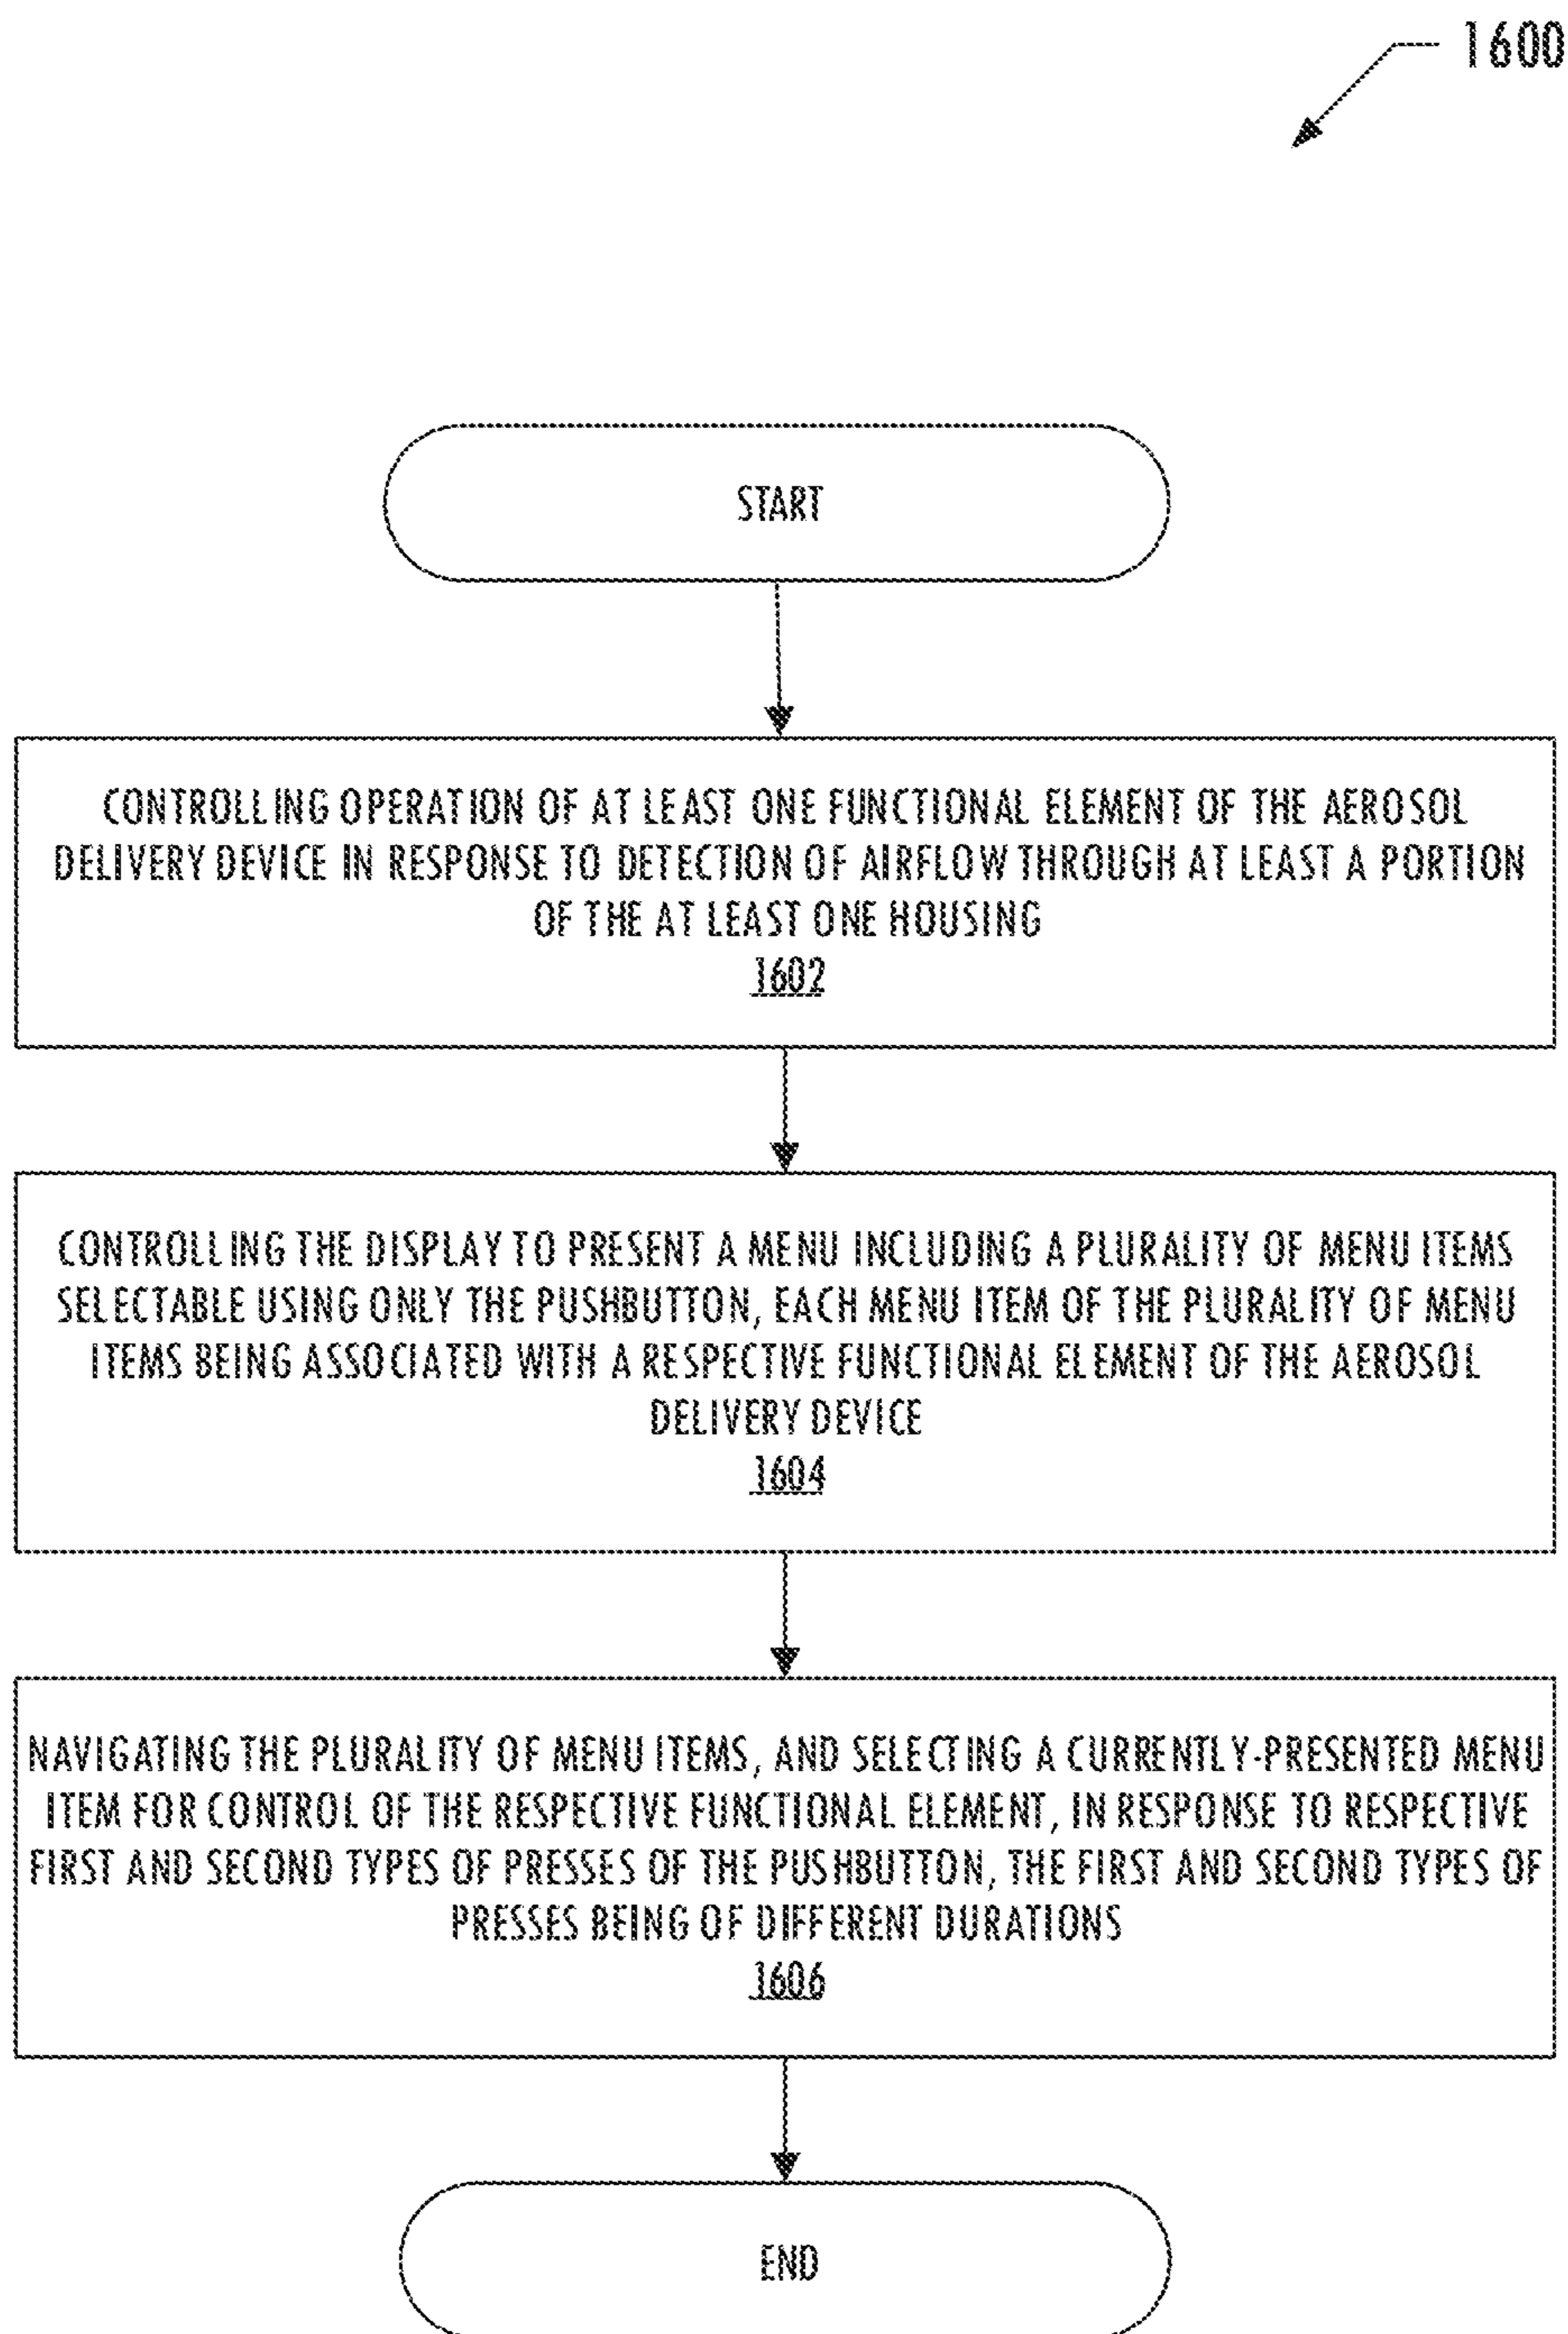 1600
START
CONTROLLING OPERATION OF AT LEAST ONE FUNCTIONAL ELEMENT OF THE AEROSOL
DELIVERY DEVICE IN RESPONSE TO DETECTION OF AIRFLOW THROUGH AT LEAST A PORTION
OF THE AT LEAST ONE HOUSING
1602
CONTROLLING THE DISPLAY TO PRESENT A MENU INCLUDING A PLURALITY OF MENU ITEMS
SELECTABLE USING ONLY THE PUSHBUTTON, EACH MENU ITEM OF THE PLURALITY OF MENU
ITEMS BEING ASSOCIATED WITH A RESPECTIVE FUNCTIONAL ELEMENT OF THE AEROSOL
DELIVERY DEVICE
1604
NAVIGATING THE PLURALITY OF MENU ITEMS, AND SELECTING A CURRENTLY-PRESENTED MENU
ITEM FOR CONTROL OF THE RESPECTIVE FUNCTIONAL ELEMENT, IN RESPONSE TO RESPECTIVE
FIRST AND SECOND TYPES OF PRESSES OF THE PUSHBUTTON, THE FIRST AND SECOND TYPES OF
PRESSES BEING OF DIFFERENT DURATIONS
1606
END